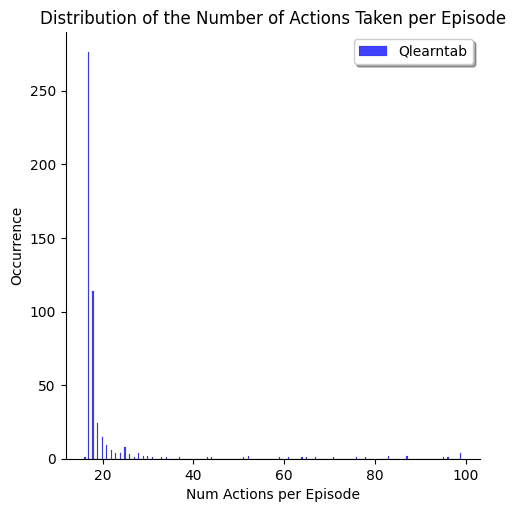 Distribution of the Number of Actions Taken per Episode
Qlearntab
250
200
150
100
50
0
Occurrence
20
40
60
80
100
Num Actions per Episode